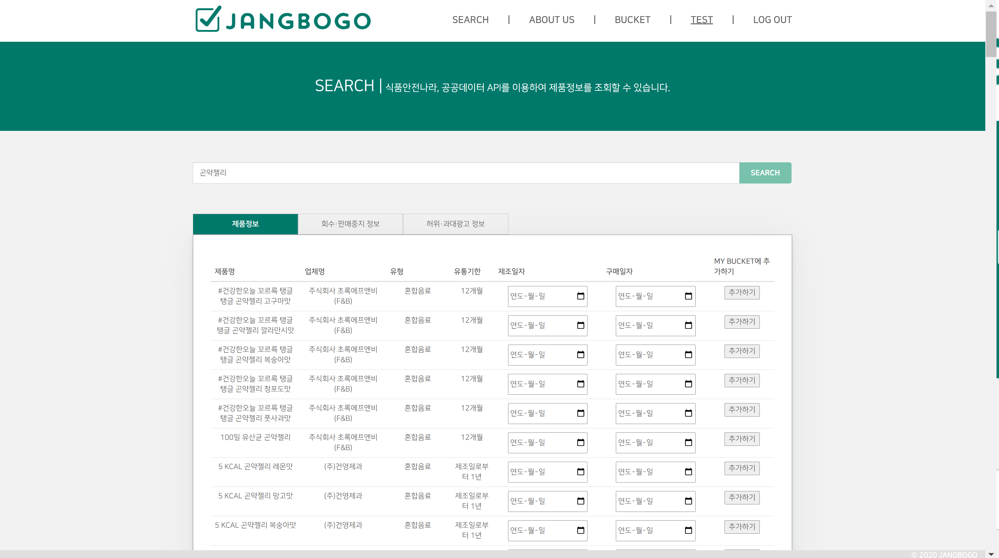 JANGBOGO
SEARCH | ABOUT US | BUCKET | TEST | LOG OUT
SEARCH | 식품안전나라, 공공데이터 API를 이용하여 제품정보를 조회할 수 있습니다.
곤약젤리 SEARCH
제품정보 회수·판매중지 정보 허위·과대광고 정보
MY BUCKET에 추
제품명 업체명 유형 유통기한 제조일자 구매일자 가하기
#건강한오늘 꼬르륵 탱글 주식회사 초록에프앤비 혼합음료 12개월 연도-월-일 연도-월-일 추가하기
탱글 곤약젤리 고구마맛 (F&B)
#건강한오늘 꼬르륵 탱글 주식회사 초록에프앤비 혼합음료 12개월 연도-월-일 연도-월-일 추가하기
탱글 곤약젤리 깔라만시맛 (F&B)
#건강한오늘 꼬르륵 탱글 주식회사 초록에프앤비 혼합음료 12개월 연도-월-일 연도-월-일 추가하기
탱글 곤약젤리 복숭아맛 (F&B)
#건강한오늘 꼬르륵 탱글 주식회사 초록에프앤비 혼합음료 12개월 연도-월-일 연도-월-일 추가하기
탱글 곤약젤리 청포도맛 (F&B)
#건강한오늘 꼬르륵 탱글 주식회사 초록에프앤비 혼합음료 12개월 연도-월-일 연도-월-일 추가하기
탱글 곤약젤리 풋사과맛 (F&B)
100일 유산균 곤약젤리 주식회사 초록에프앤비 혼합음료 12개월 연도-월-일 연도-월-일 추가하기
(F&B)
5 KCAL 곤약젤리 레몬맛 (주)건영제과 혼합음료 제조일로부 연도-월-일 연도-월-일 추가하기
터 1년
5 KCAL 곤약젤리 망고맛 (주)건영제과 혼합음료 제조일로부 연도-월-일 연도-월-일 추가하기
터 1년
5 KCAL 곤약젤리 복숭아맛 (주)건영제과 혼합음료 제조일로부 연도-월-일 연도-월-일 추가하기
터 1년
© 2020 JANGBOGO